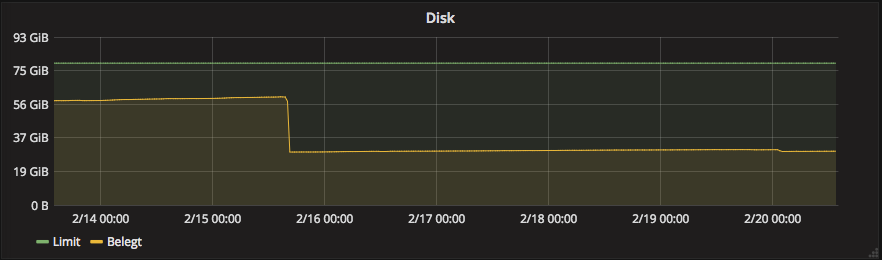 Disk
93 GiB
75 GiB
56 GiB
37 GiB
19 GiB
0 B
2/14 00:00 2/15 00:00 2/16 00:00 2/17 00:00 2/18 00:00 2/19 00:00 2/20 00:00
Limit Belegt